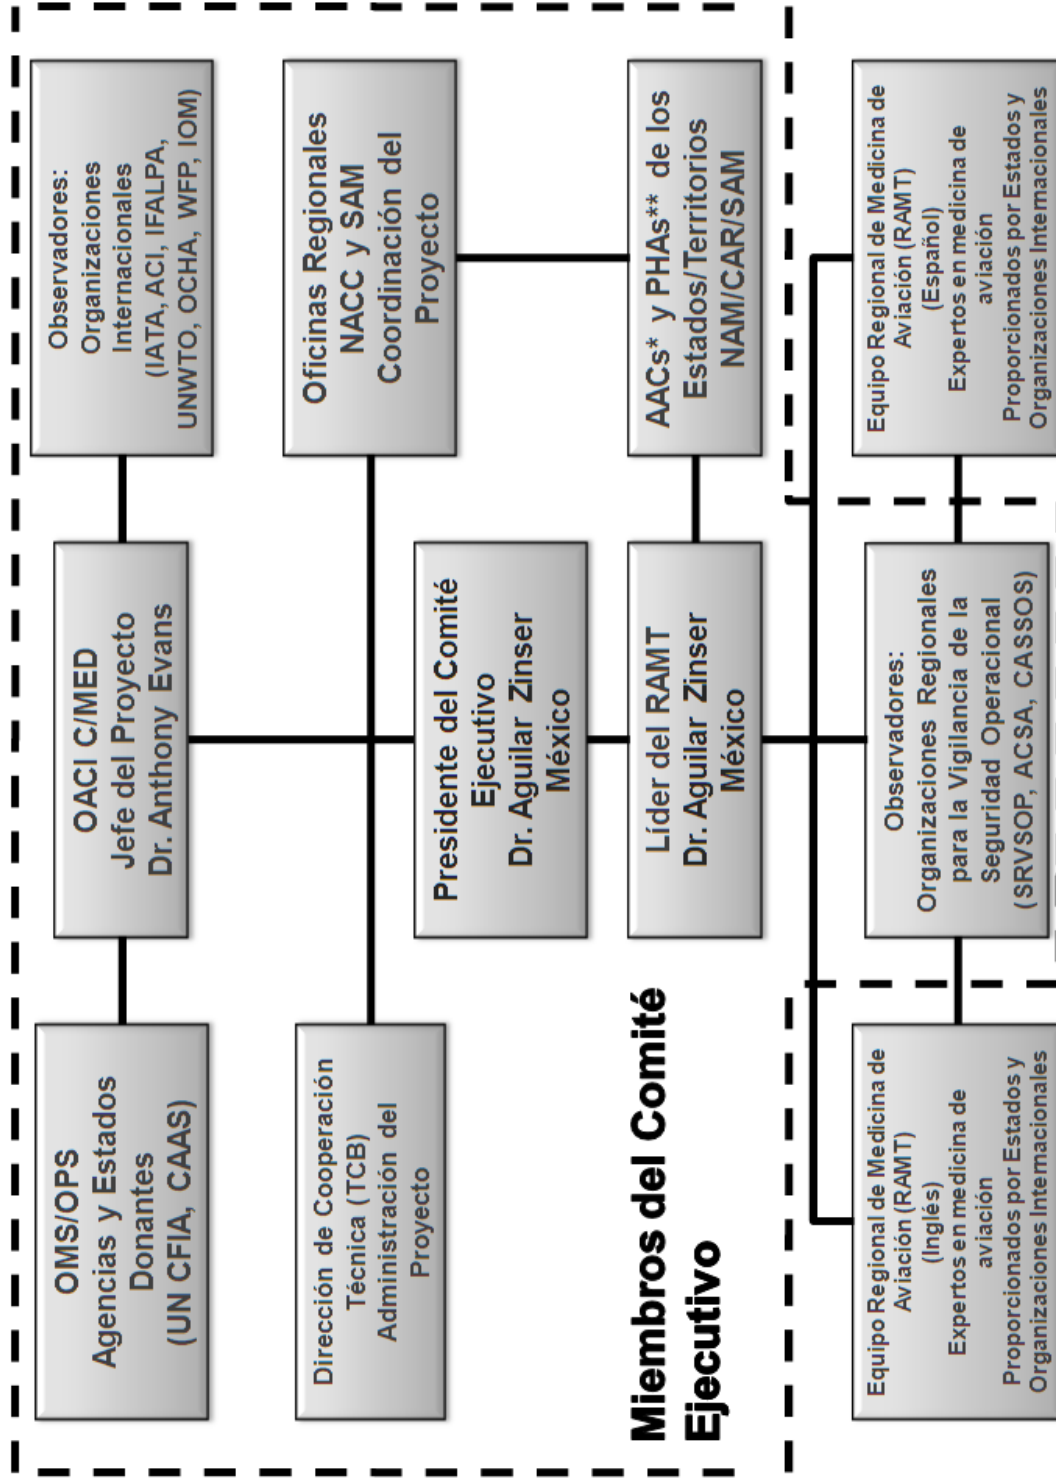 OMS/OPS
Agencias y Estados
Donantes
(UN CFIA, CAAS)
OACI C/MED
Jefe del Proyecto
Dr. Anthony Evans
Observadores:
Organizaciones
Internacionales
(IATA, ACI, IFALPA,
UNWTO, OCHA, WFP, IOM)
Dirección de Cooperación
Técnica (TCB)
Administración del
Proyecto
Oficinas Regionales
NACC y SAM
Coordinación del
Proyecto
Presidente del Comité
Ejecutivo
Dr. Aguilar Zinser
México
Miembros del Comité
Ejecutivo
Líder del RAMT
Dr. Aguilar Zinser
México
AACs* y PHAs** de los
Estados/Territorios
NAM/CAR/SAM
Equipo Regional de Medicina de
Aviación (RAMT)
(Inglés)
Expertos en medicina de
aviación
Proporcionados por Estados y
Organizaciones Internacionales
Observadores:
Organizaciones Regionales
para la Vigilancia de la
Seguridad Operacional
(SRVSOP, ACSA, CASSOS)
Equipo Regional de Medicina de
Aviación (RAMT)
(Español)
Expertos en medicina de
aviación
Proporcionados por Estados y
Organizaciones Internacionales